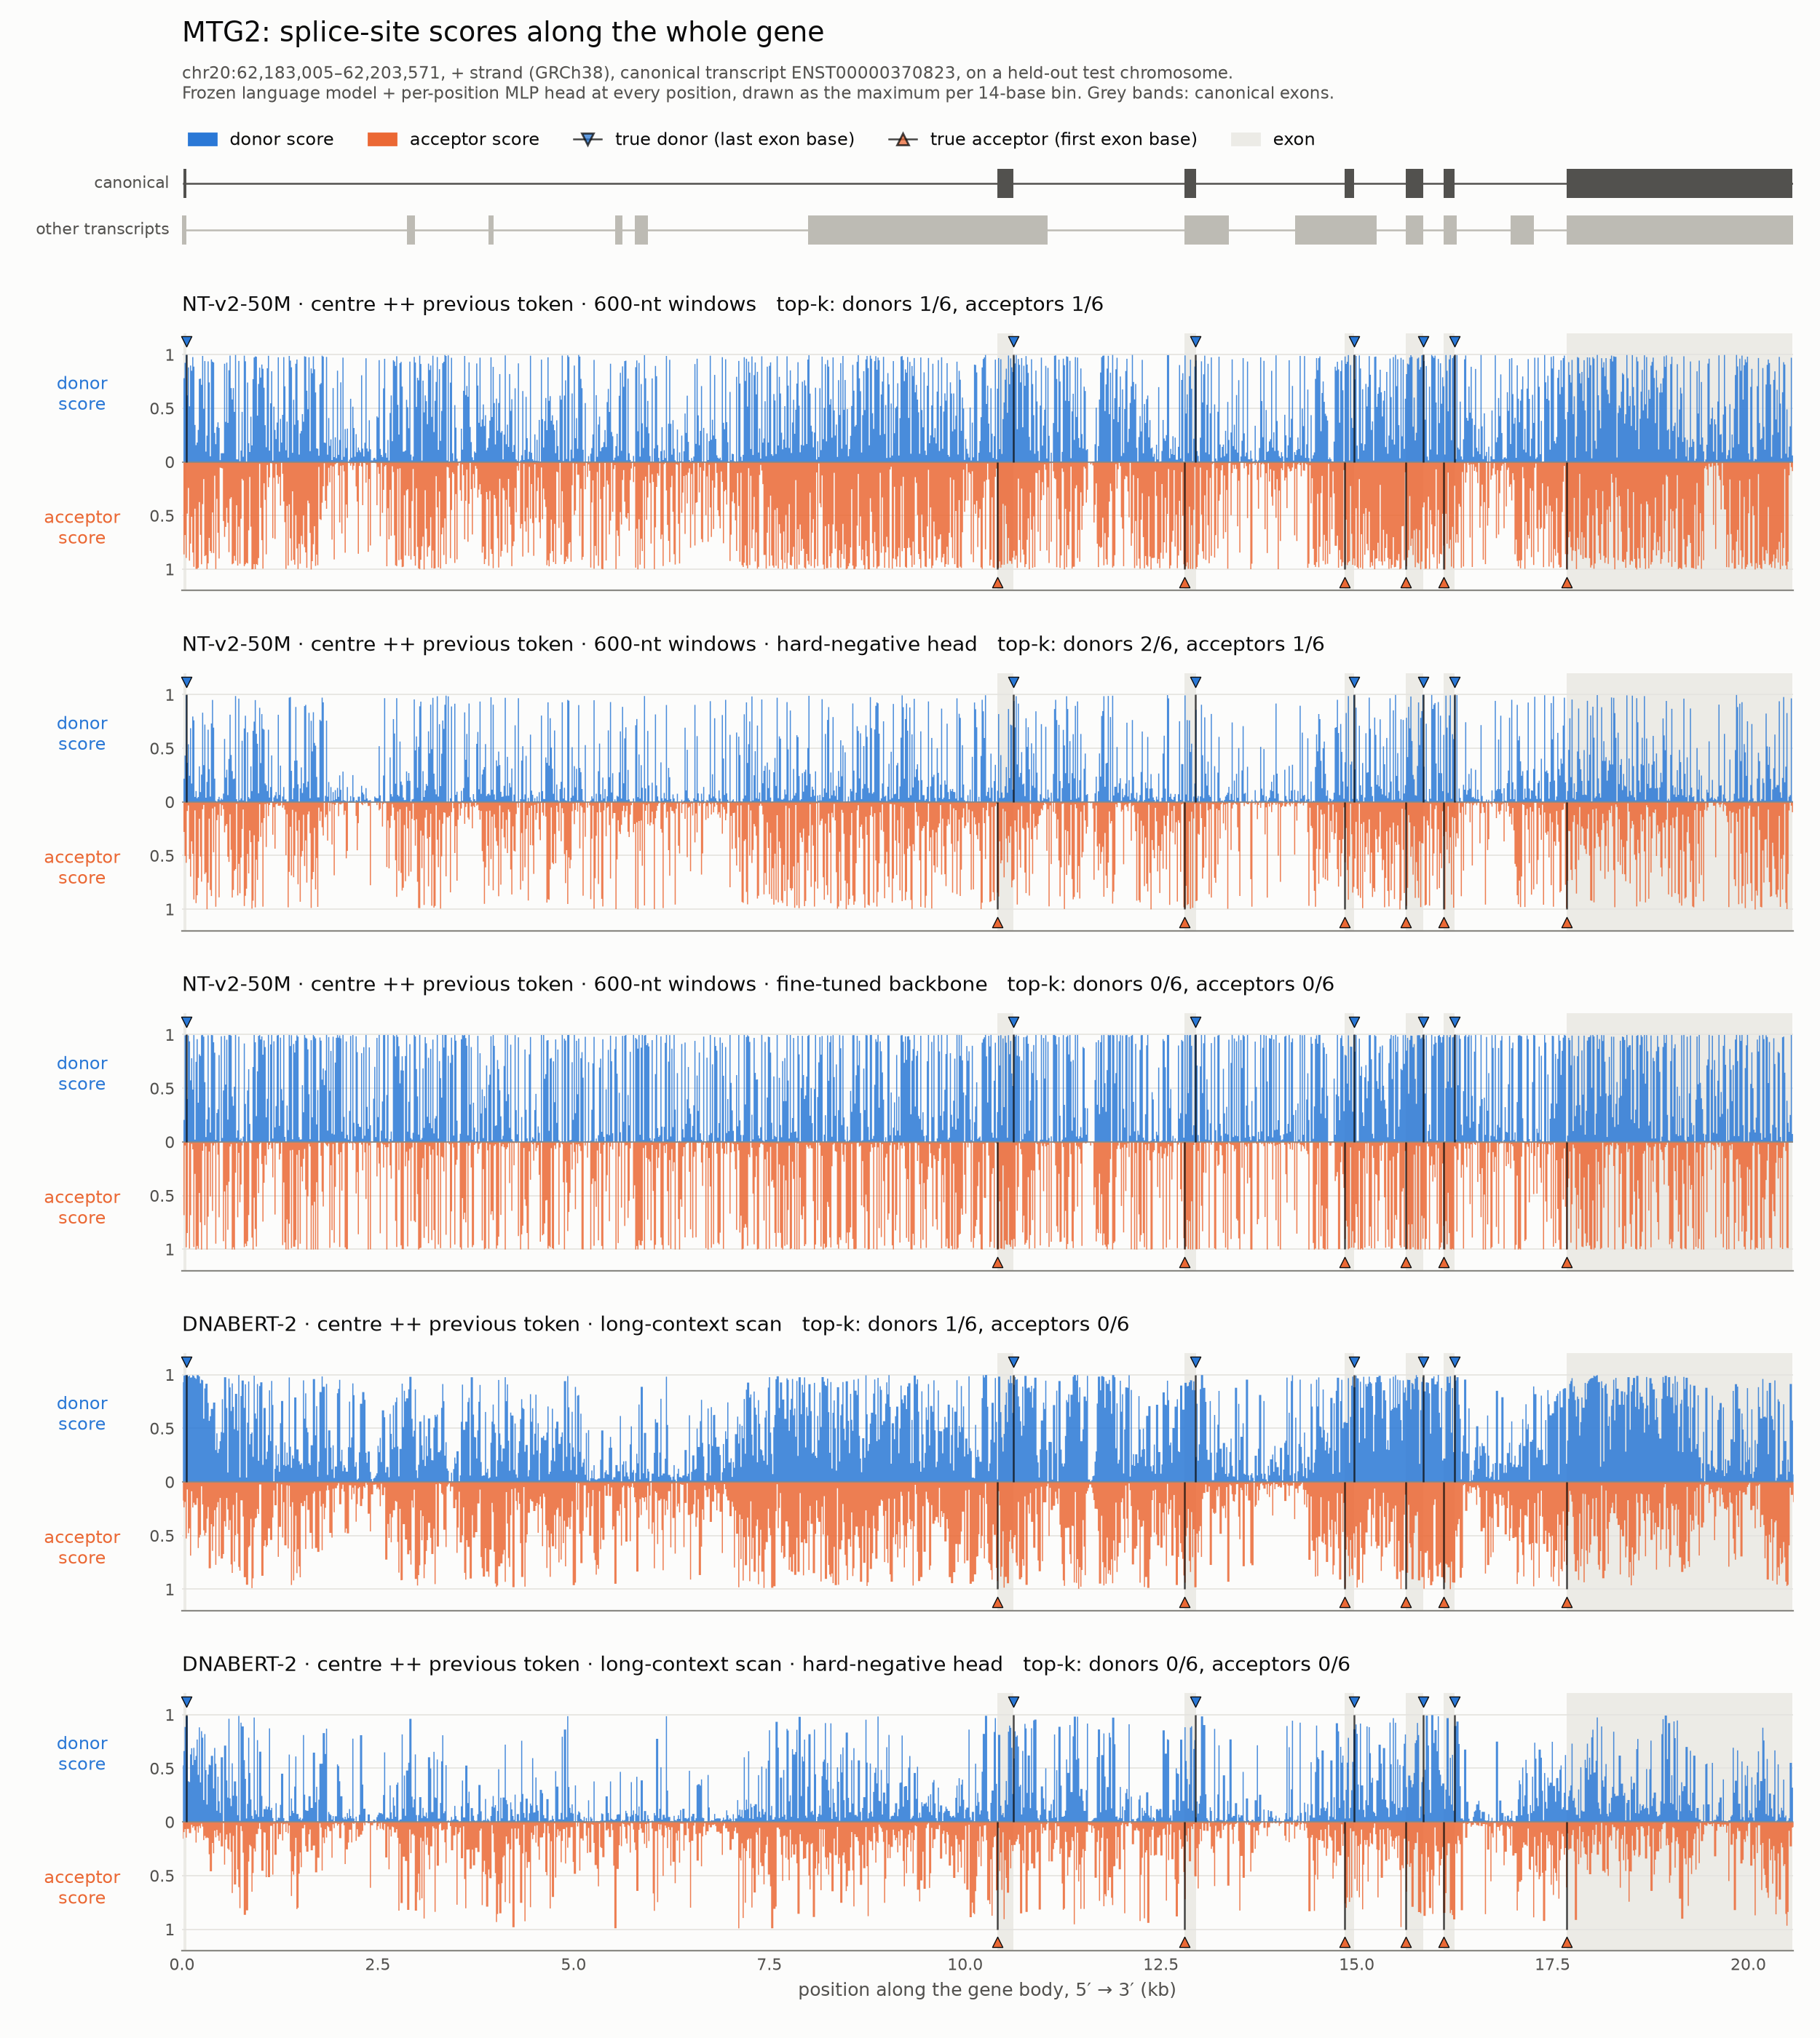 MTG2: splice-site scores along the whole gene
chr20:62,183,005–62,203,571, + strand (GRCh38), canonical transcript ENST00000370823, on a held-out test chromosome.
Frozen language model + per-position MLP head at every position, drawn as the maximum per 14-base bin. Grey bands: canonical exons.
donor score acceptor score true donor (last exon base) true acceptor (first exon base) exon
canonical
other transcripts
NT-v2-50M · centre ++ previous token · 600-nt windows top-k: donors 1/6, acceptors 1/6
1
donor
score
0.5
0
acceptor
score
0.5
1
NT-v2-50M · centre ++ previous token · 600-nt windows · hard-negative head top-k: donors 2/6, acceptors 1/6
1
donor
score
0.5
0
acceptor
score
0.5
1
NT-v2-50M · centre ++ previous token · 600-nt windows · fine-tuned backbone top-k: donors 0/6, acceptors 0/6
1
donor
score
0.5
0
acceptor
score
0.5
1
DNABERT-2 · centre ++ previous token · long-context scan top-k: donors 1/6, acceptors 0/6
1
donor
score
0.5
0
acceptor
score
0.5
1
DNABERT-2 · centre ++ previous token · long-context scan · hard-negative head top-k: donors 0/6, acceptors 0/6
1
donor
score
0.5
0
acceptor
score
0.5
1
0.0 2.5 5.0 7.5 10.0 12.5 15.0 17.5 20.0
position along the gene body, 5′ → 3′ (kb)